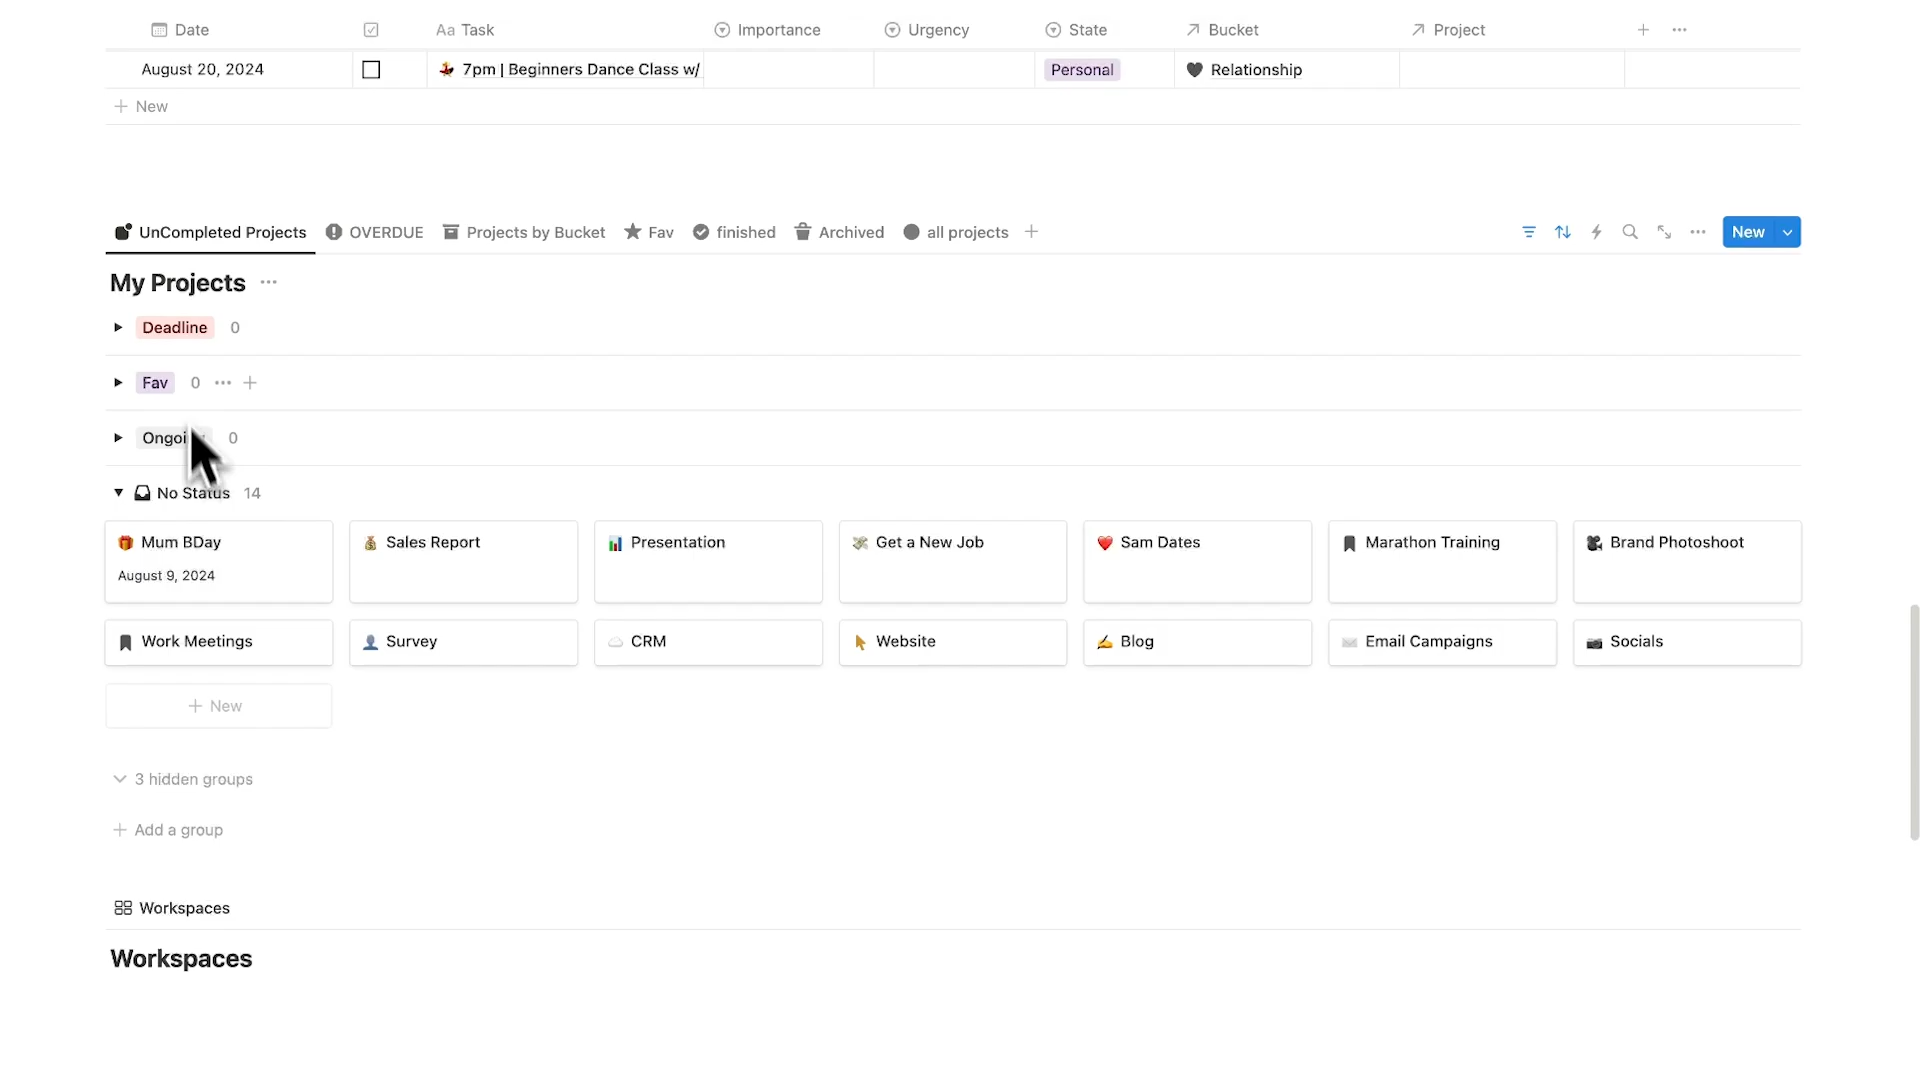 Date Aa Task Importance Urgency State Bucket Project
August 20, 2024 7pm | Beginners Dance Class w/ Personal Relationship
New
UnCompleted Projects OVERDUE Projects by Bucket Fav finished Archived all projects New
My Projects
Deadline 0
Fav 0
0
No Status 14
Mum BDay Sales Report Presentation Get a New Job Sam Dates Marathon Training Brand Photoshoot
August 9, 2024
Work Meetings Survey CRM Website Blog Email Campaigns Socials
New
3 hidden groups
Add a group
Workspaces
Workspaces